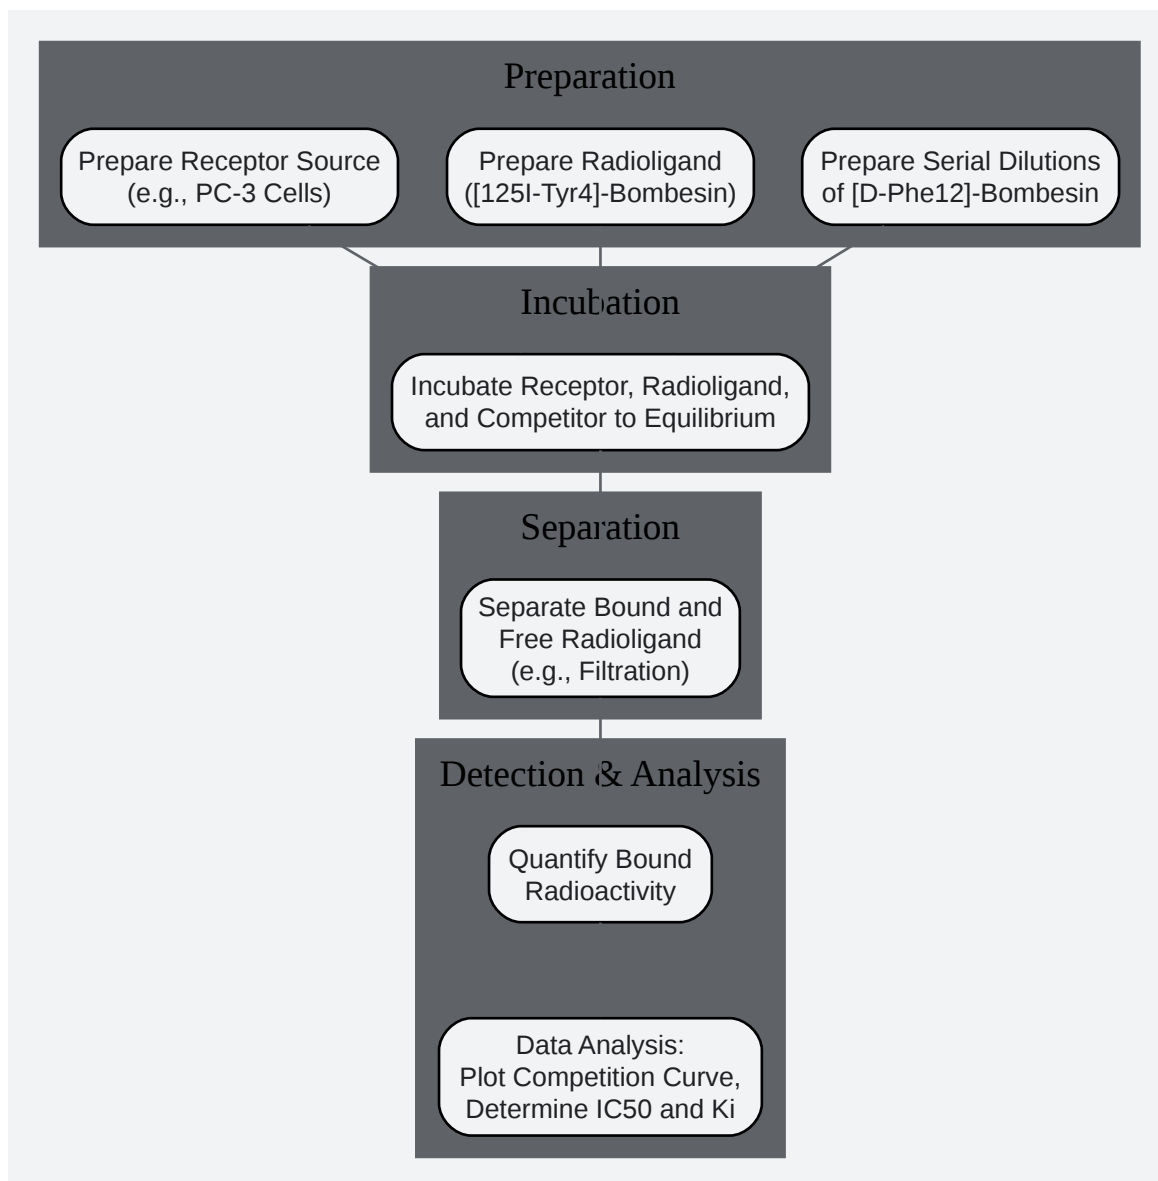 Preparation
Prepare Receptor Source
(e.g., PC-3 Cells)
Prepare Radioligand
([125I-Tyr4]-Bombesin)
Prepare Serial Dilutions
of [D-Phe12]-Bombesin
Incubation
Incubate Receptor, Radioligand,
and Competitor to Equilibrium
Separation
Separate Bound and
Free Radioligand
(e.g., Filtration)
Detection & Analysis
Quantify Bound
Radioactivity
Data Analysis:
Plot Competition Curve,
Determine IC50 and Ki